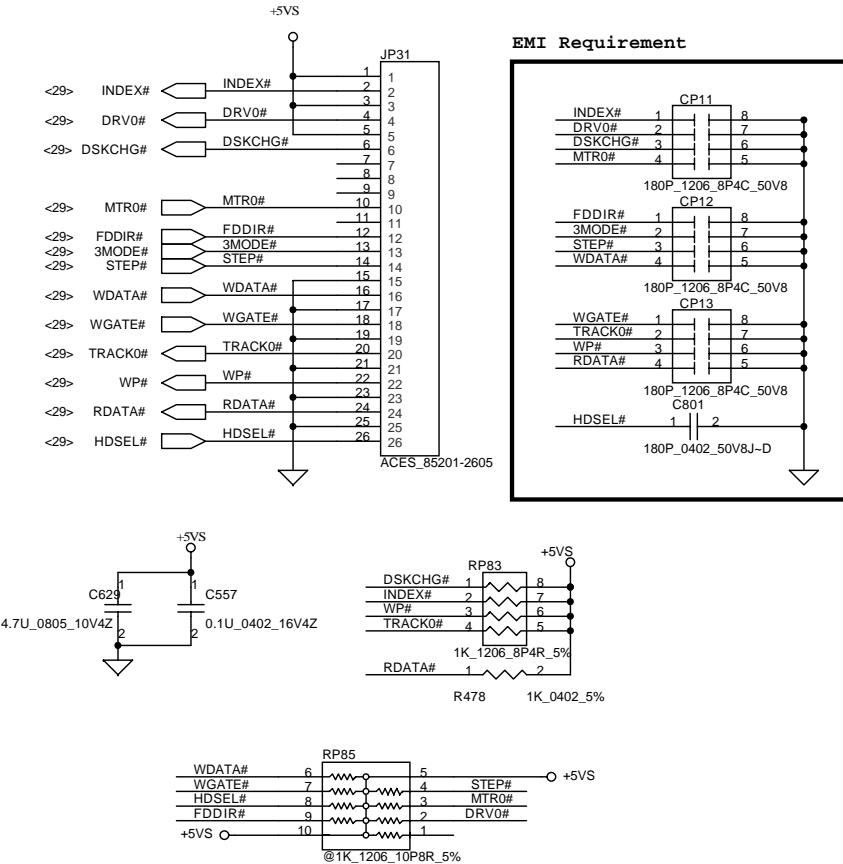 +5VS
EMI Requirement
JP31
1 1
<29> INDEX# INDEX# 2 2
3 3
<29> DRV0# DRV0# 4 4
5 5
<29> DSKCHG# DSKCHG# 6 6
7 7
8 8
9 9
<29> MTR0# MTR0# 10 10
11 11
<29> FDDIR# FDDIR# 12 12
<29> 3MODE# 3MODE# 13 13
<29> STEP# STEP# 14 14
15 15
<29> WDATA# WDATA# 16 16
17 17
<29> WGATE# WGATE# 18 18
19 19
<29> TRACK0# TRACK0# 20 20
21 21
<29> WP# WP# 22 22
23 23
<29> RDATA# RDATA# 24 24
25 25
<29> HDSEL# HDSEL# 26 26
ACES_85201-2605
CP11
INDEX# 1 8
DRV0# 2 7
DSKCHG# 3 6
MTR0# 4 5
180P_1206_8P4C_50V8
CP12
FDDIR# 1 8
3MODE# 2 7
STEP# 3 6
WDATA# 4 5
180P_1206_8P4C_50V8
CP13
WGATE# 1 8
TRACK0# 2 7
WP# 3 6
RDATA# 4 5
180P_1206_8P4C_50V8
C801
HDSEL# 1 2
180P_0402_50V8J~D
+5VS
1 1
C629 C557
4.7U_0805_10V4Z 0.1U_0402_16V4Z
2 2
+5VS
RP83
DSKCHG# 1 8
INDEX# 2 7
WP# 3 6
TRACK0# 4 5
1K_1206_8P4R_5%
RDATA# 1 2
R478 1K_0402_5%
RP85
WDATA# 6 5 +5VS
WGATE# 7 4 STEP#
HDSEL# 8 3 MTR0#
FDDIR# 9 2 DRV0#
+5VS 10 1
@1K_1206_10P8R_5%